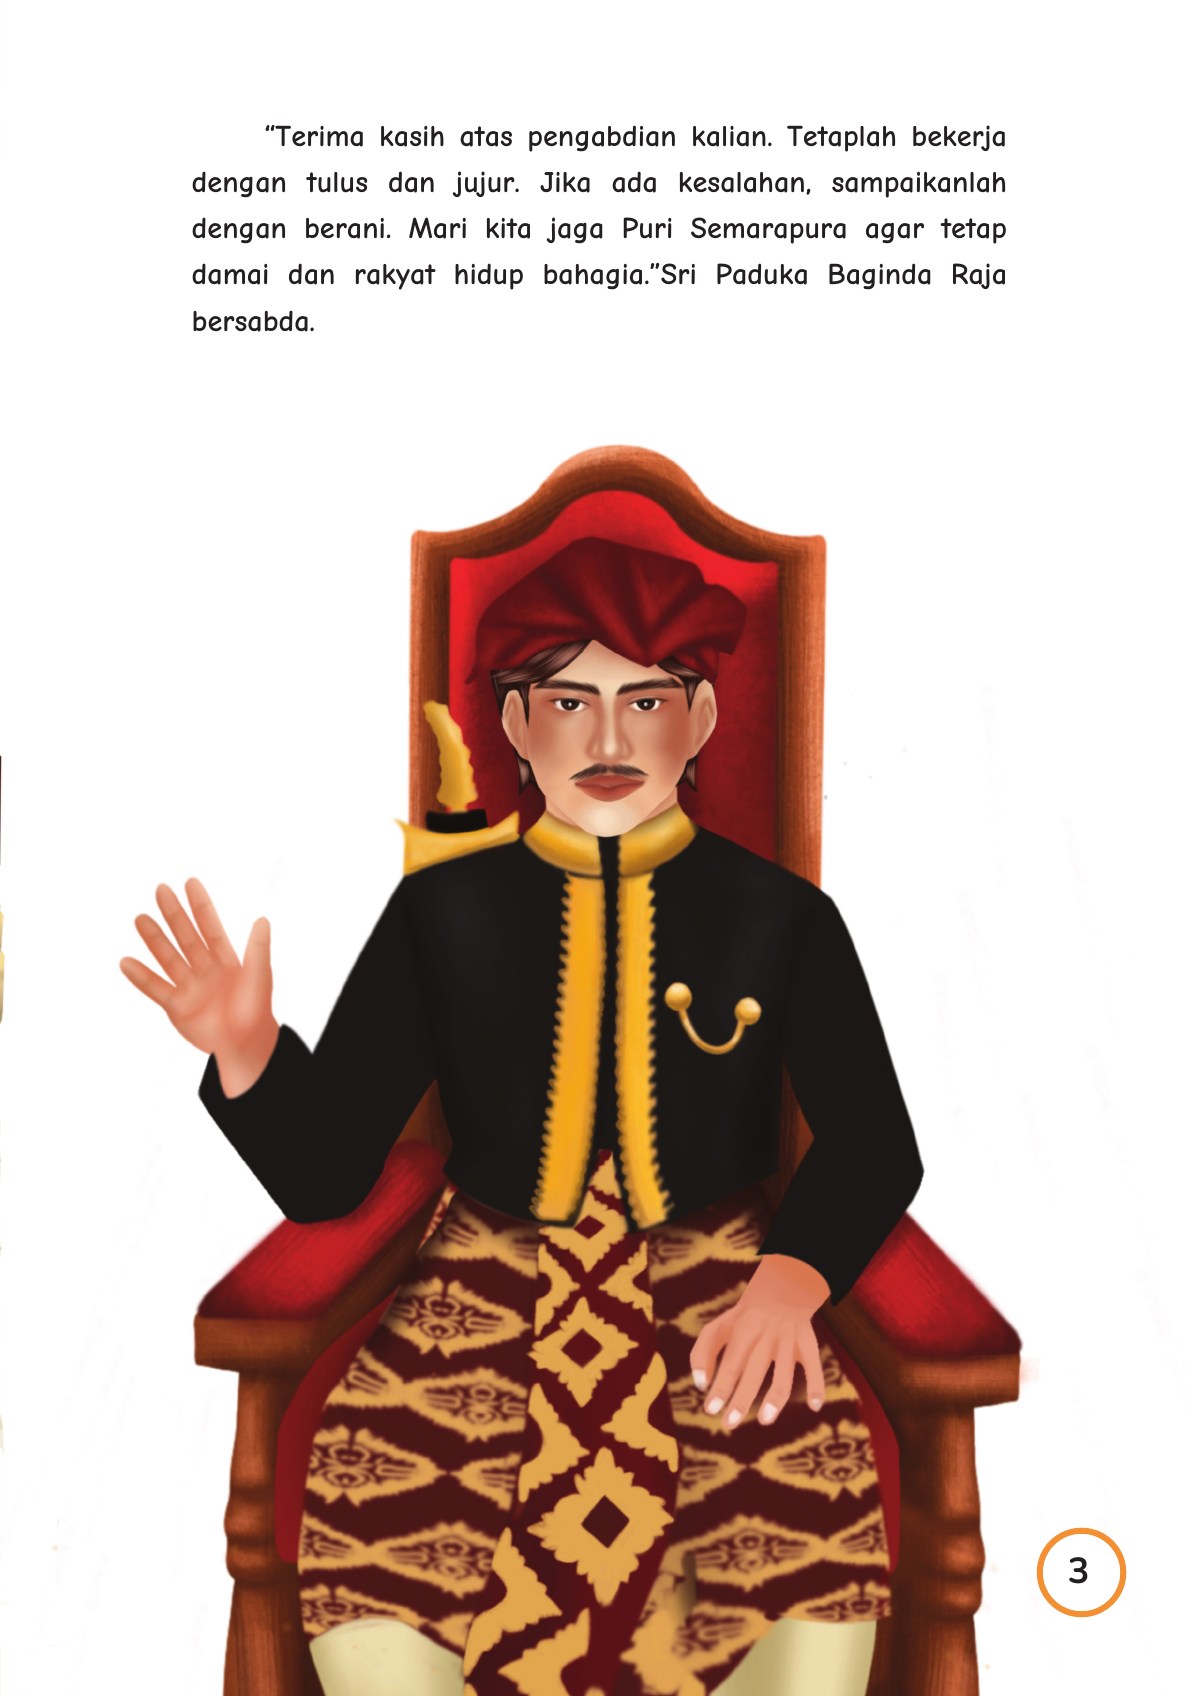 “Terima kasih atas pengabdian kalian. Tetaplah bekerja
dengan tulus dan jujur. Jika ada kesalahan, sampaikanlah
dengan berani. Mari kita jaga Puri Semarapura agar tetap
damai dan rakyat hidup bahagia.”Sri Paduka Baginda Raja
bersabda.
3